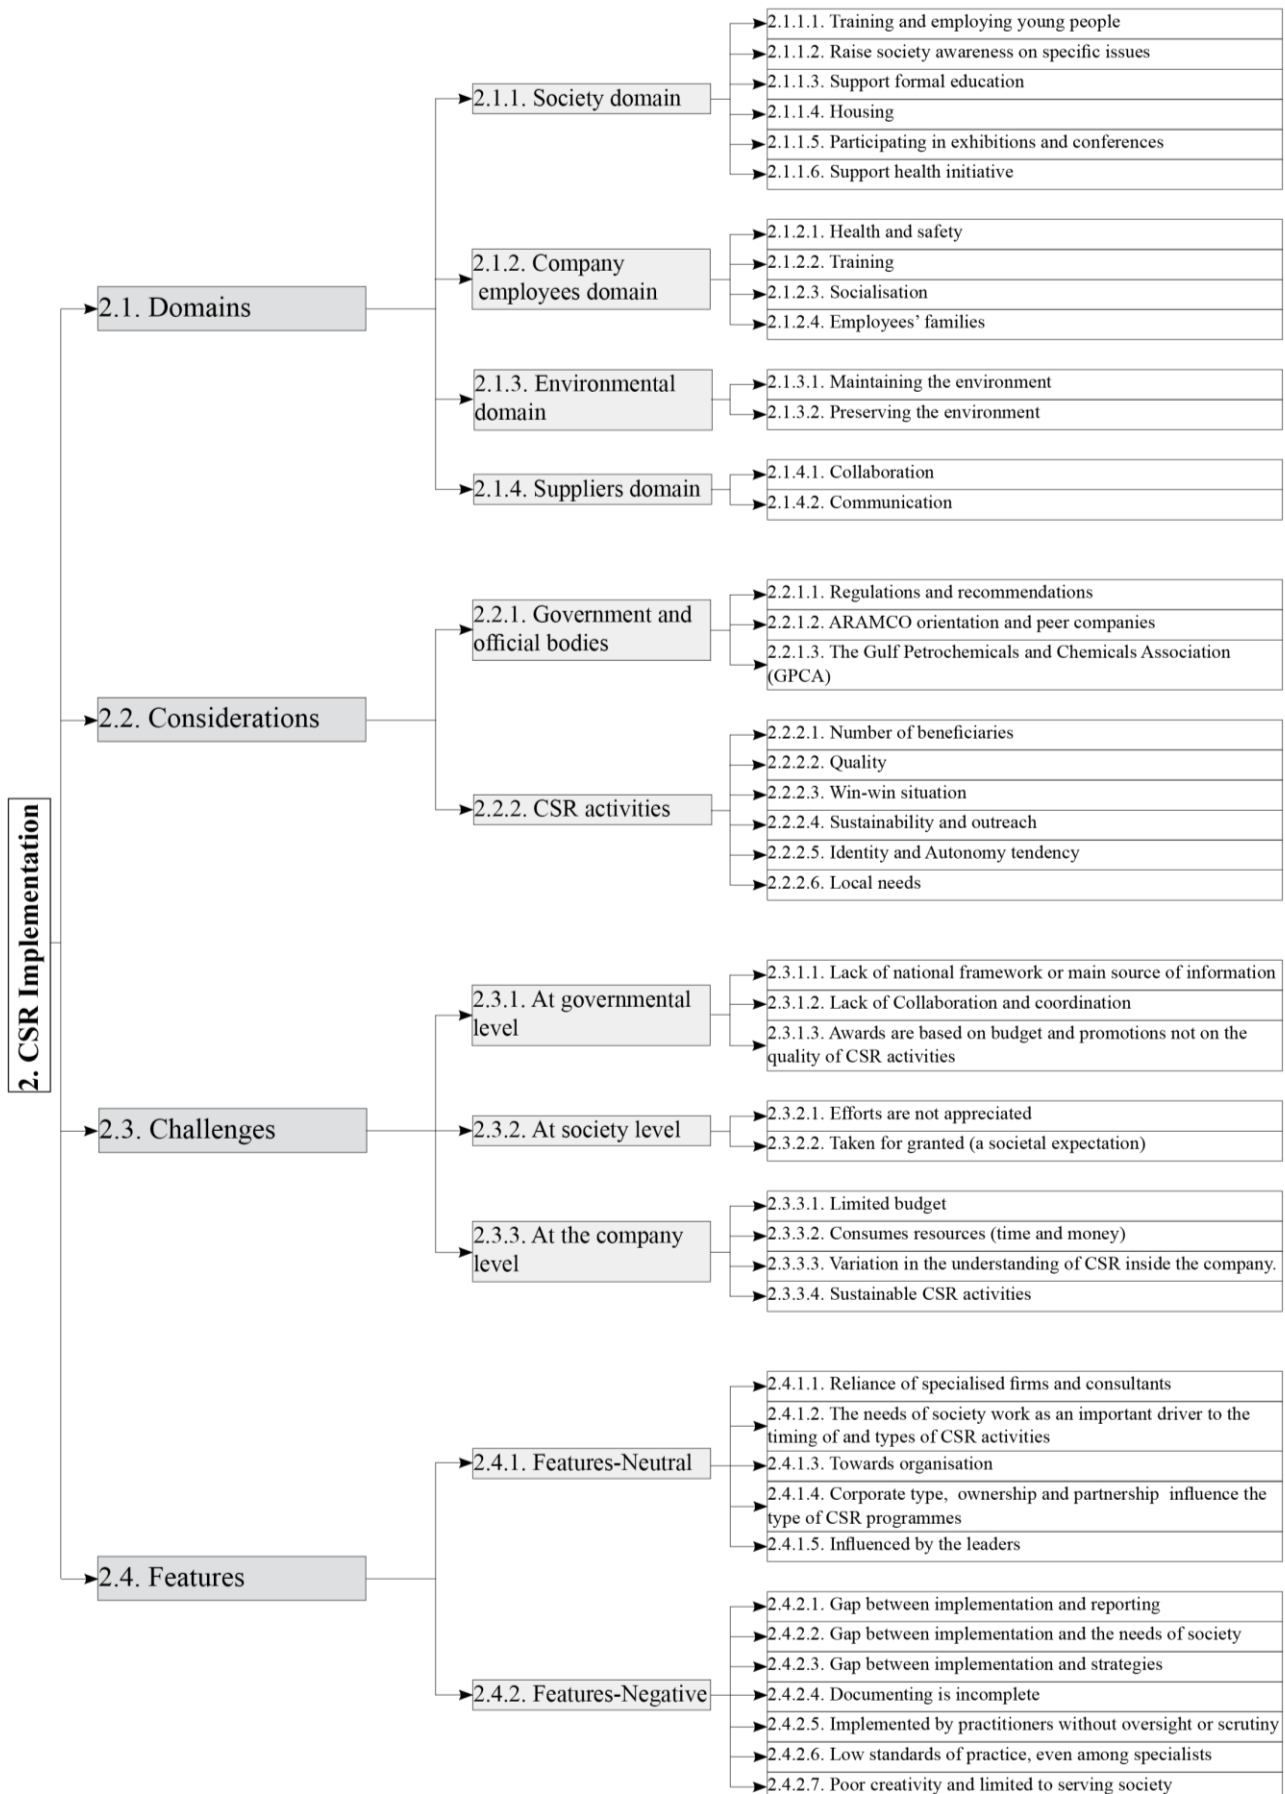 2. CSR Implementation
2.1. Domains
2.1.1. Society domain
2.1.1.1. Training and employing young people
2.1.1.2. Raise society awareness on specific issues
2.1.1.3. Support formal education
2.1.1.4. Housing
2.1.1.5. Participating in exhibitions and conferences
2.1.1.6. Support health initiative
2.1.2. Company
employees domain
2.1.2.1. Health and safety
2.1.2.2. Training
2.1.2.3. Socialisation
2.1.2.4. Employees’ families
2.1.3. Environmental
domain
2.1.3.1. Maintaining the environment
2.1.3.2. Preserving the environment
2.1.4. Suppliers domain
2.1.4.1. Collaboration
2.1.4.2. Communication
2.2. Considerations
2.2.1. Government and
official bodies
2.2.1.1. Regulations and recommendations
2.2.1.2. ARAMCO orientation and peer companies
2.2.1.3. The Gulf Petrochemicals and Chemicals Association
(GPCA)
2.2.2. CSR activities
2.2.2.1. Number of beneficiaries
2.2.2.2. Quality
2.2.2.3. Win-win situation
2.2.2.4. Sustainability and outreach
2.2.2.5. Identity and Autonomy tendency
2.2.2.6. Local needs
2.3. Challenges
2.3.1. At governmental
level
2.3.1.1. Lack of national framework or main source of information
2.3.1.2. Lack of Collaboration and coordination
2.3.1.3. Awards are based on budget and promotions not on the
quality of CSR activities
2.3.2. At society level
2.3.2.1. Efforts are not appreciated
2.3.2.2. Taken for granted (a societal expectation)
2.3.3. At the company
level
2.3.3.1. Limited budget
2.3.3.2. Consumes resources (time and money)
2.3.3.3. Variation in the understanding of CSR inside the company.
2.3.3.4. Sustainable CSR activities
2.4. Features
2.4.1. Features-Neutral
2.4.1.1. Reliance of specialised firms and consultants
2.4.1.2. The needs of society work as an important driver to the
timing of and types of CSR activities
2.4.1.3. Towards organisation
2.4.1.4. Corporate type, ownership and partnership influence the
type of CSR programmes
2.4.1.5. Influenced by the leaders
2.4.2. Features-Negative
2.4.2.1. Gap between implementation and reporting
2.4.2.2. Gap between implementation and the needs of society
2.4.2.3. Gap between implementation and strategies
2.4.2.4. Documenting is incomplete
2.4.2.5. Implemented by practitioners without oversight or scrutiny
2.4.2.6. Low standards of practice, even among specialists
2.4.2.7. Poor creativity and limited to serving society